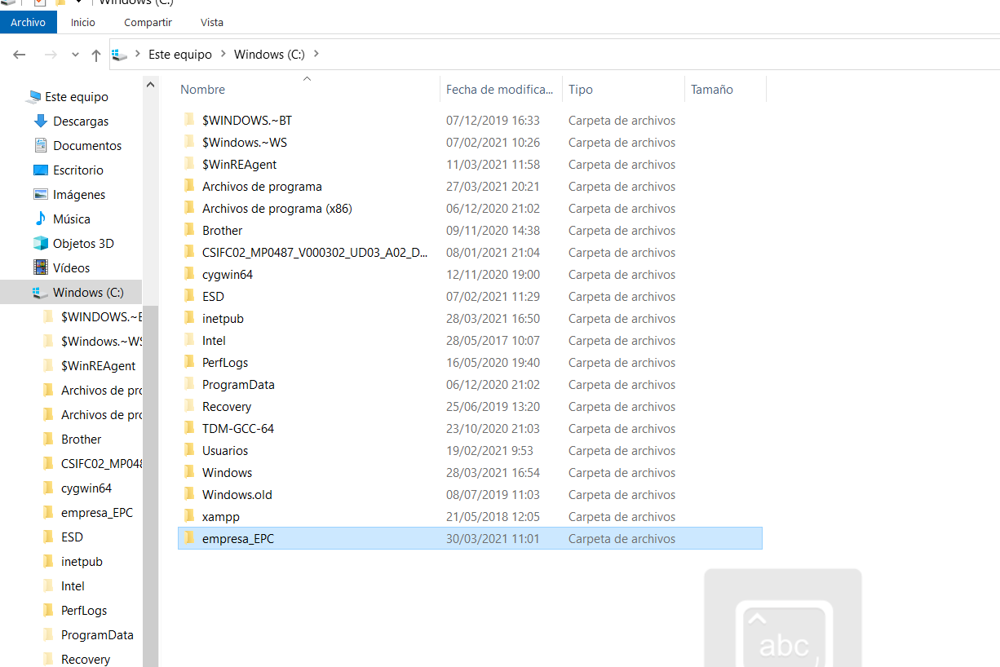 Windows (C:)
Archivo Inicio Compartir Vista
Este equipo Windows (C:)
Este equipo
Descargas
Documentos
Escritorio
Imágenes
Música
Objetos 3D
Vídeos
Windows (C:)
$WINDOWS.~B
$Windows.~WS
$WinREAgent
Archivos de pro
Archivos de pro
Brother
CSIFC02_MP048
cygwin64
empresa_EPC
ESD
inetpub
Intel
PerfLogs
ProgramData
Recovery
Nombre Fecha de modifica... Tipo Tamaño
$WINDOWS.~BT 07/12/2019 16:33 Carpeta de archivos
$Windows.~WS 07/02/2021 10:26 Carpeta de archivos
$WinREAgent 11/03/2021 11:58 Carpeta de archivos
Archivos de programa 27/03/2021 20:21 Carpeta de archivos
Archivos de programa (x86) 06/12/2020 21:02 Carpeta de archivos
Brother 09/11/2020 14:38 Carpeta de archivos
CSIFC02_MP0487_V000302_UD03_A02_D... 08/01/2021 21:04 Carpeta de archivos
cygwin64 12/11/2020 19:00 Carpeta de archivos
ESD 07/02/2021 11:29 Carpeta de archivos
inetpub 28/03/2021 16:50 Carpeta de archivos
Intel 28/05/2017 10:07 Carpeta de archivos
PerfLogs 16/05/2020 19:40 Carpeta de archivos
ProgramData 06/12/2020 21:02 Carpeta de archivos
Recovery 25/06/2019 13:20 Carpeta de archivos
TDM-GCC-64 23/10/2020 21:03 Carpeta de archivos
Usuarios 19/02/2021 9:53 Carpeta de archivos
Windows 28/03/2021 16:54 Carpeta de archivos
Windows.old 08/07/2019 11:03 Carpeta de archivos
xampp 21/05/2018 12:05 Carpeta de archivos
empresa_EPC 30/03/2021 11:01 Carpeta de archivos
abc